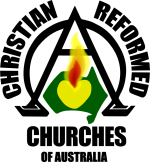 CHRISTIAN REFORMED
CHURCHES
OF AUSTRALIA